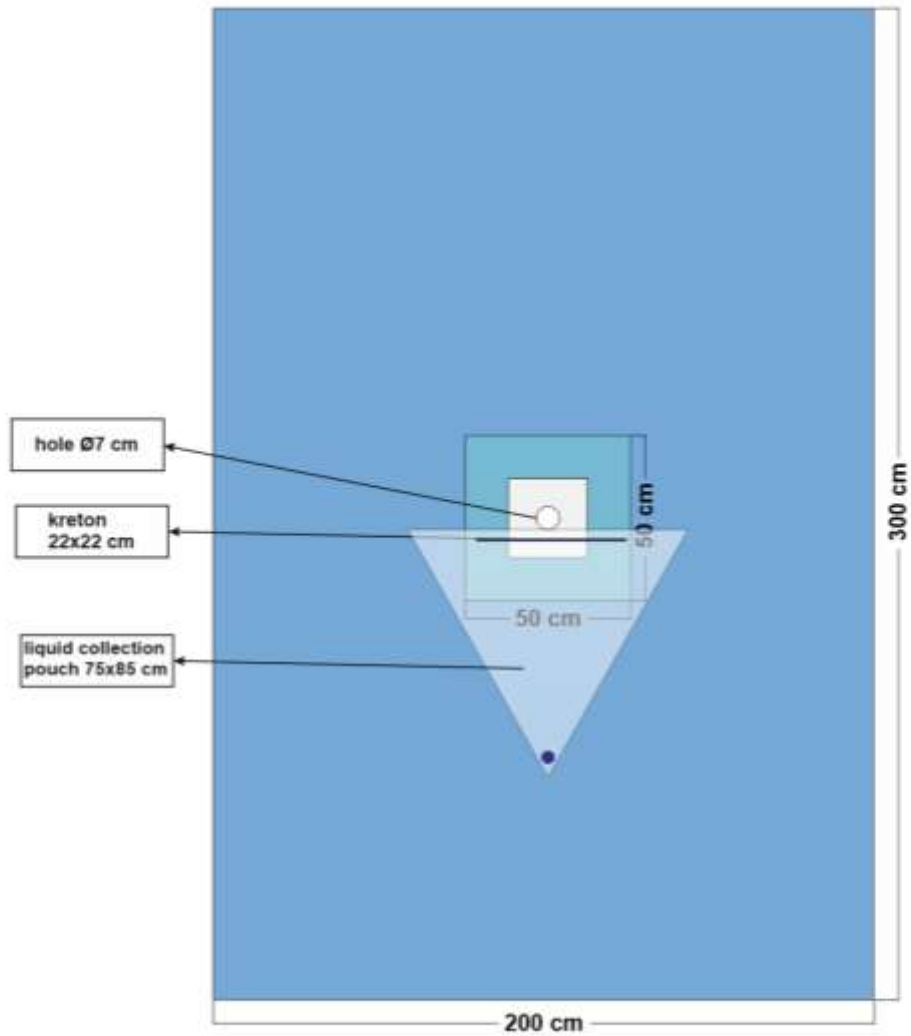 hole Ø7 cm
kreton
22x22 cm
liquid collection
pouch 75x85 cm
50 cm
50 cm
300 cm
200 cm